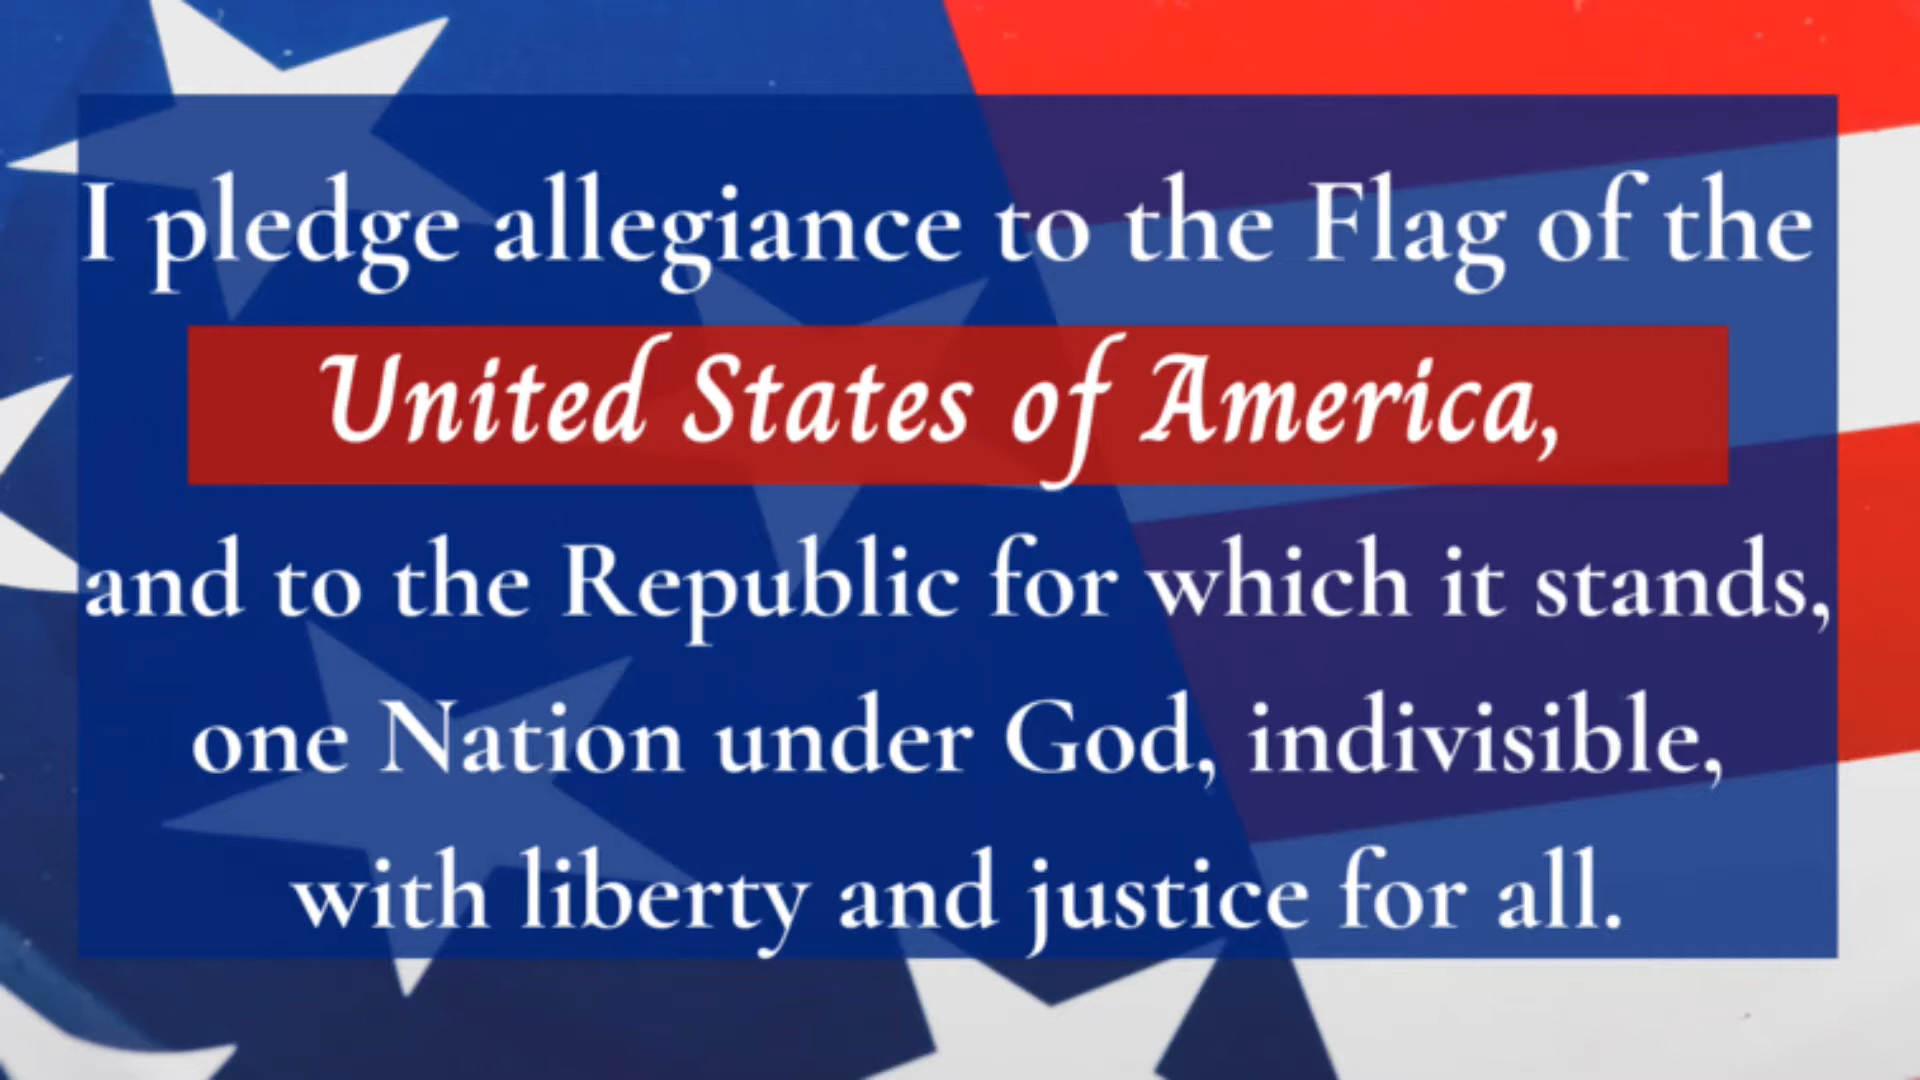 I pledge allegiance to the Flag of the
United States of America,
and to the Republic for which it stands,
one Nation under God, indivisible,
with liberty and justice for all.